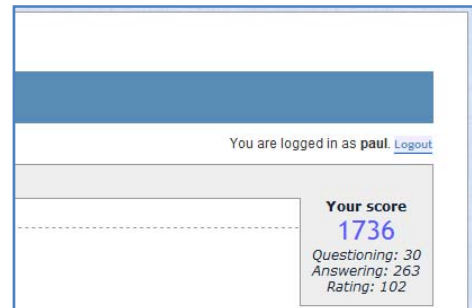 You are logged in as paul. Logout
Your score
1736
Questioning: 30
Answering: 263
Rating: 102